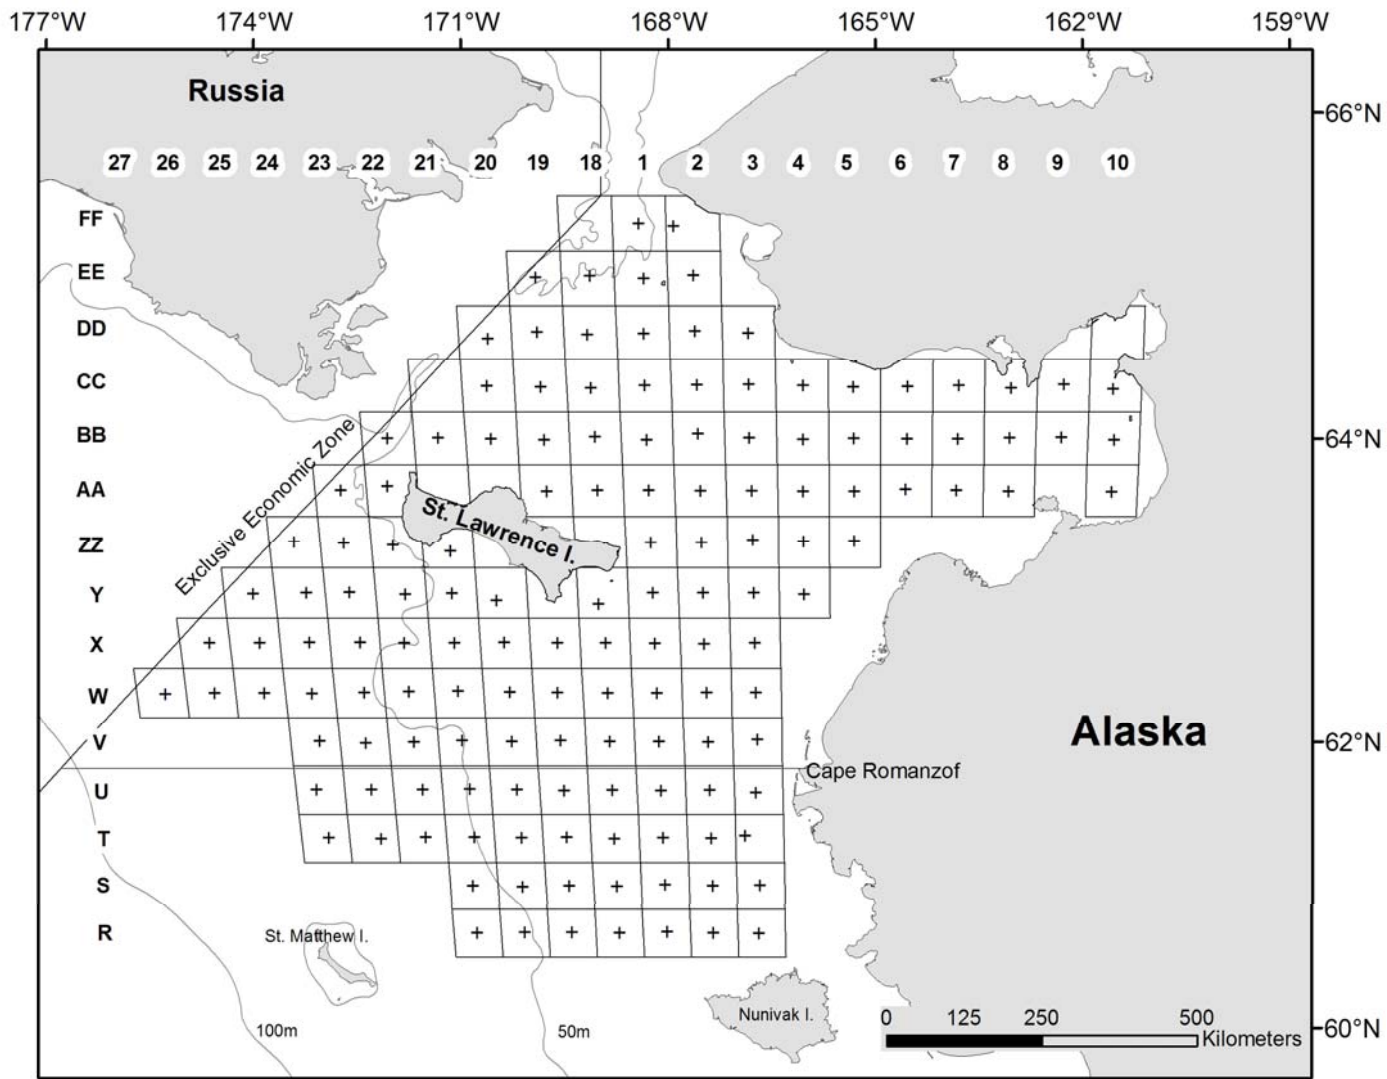 177°W 174°W 171°W 168°W 165°W 162°W 159°W
Russia
66°N
27 26 25 24 23 22 21 20 19 18 1 2 3 4 5 6 7 8 9 10
FF
EE
DD
CC
BB
64°N
AA
Exclusive Economic Zone
St. Lawrence I.
ZZ
Y
X
W
Alaska
V
62°N
Cape Romanzof
U
T
S
R
St. Matthew I.
Nunivak I.
100m
50m
0 125 250 500
Kilometers
60°N